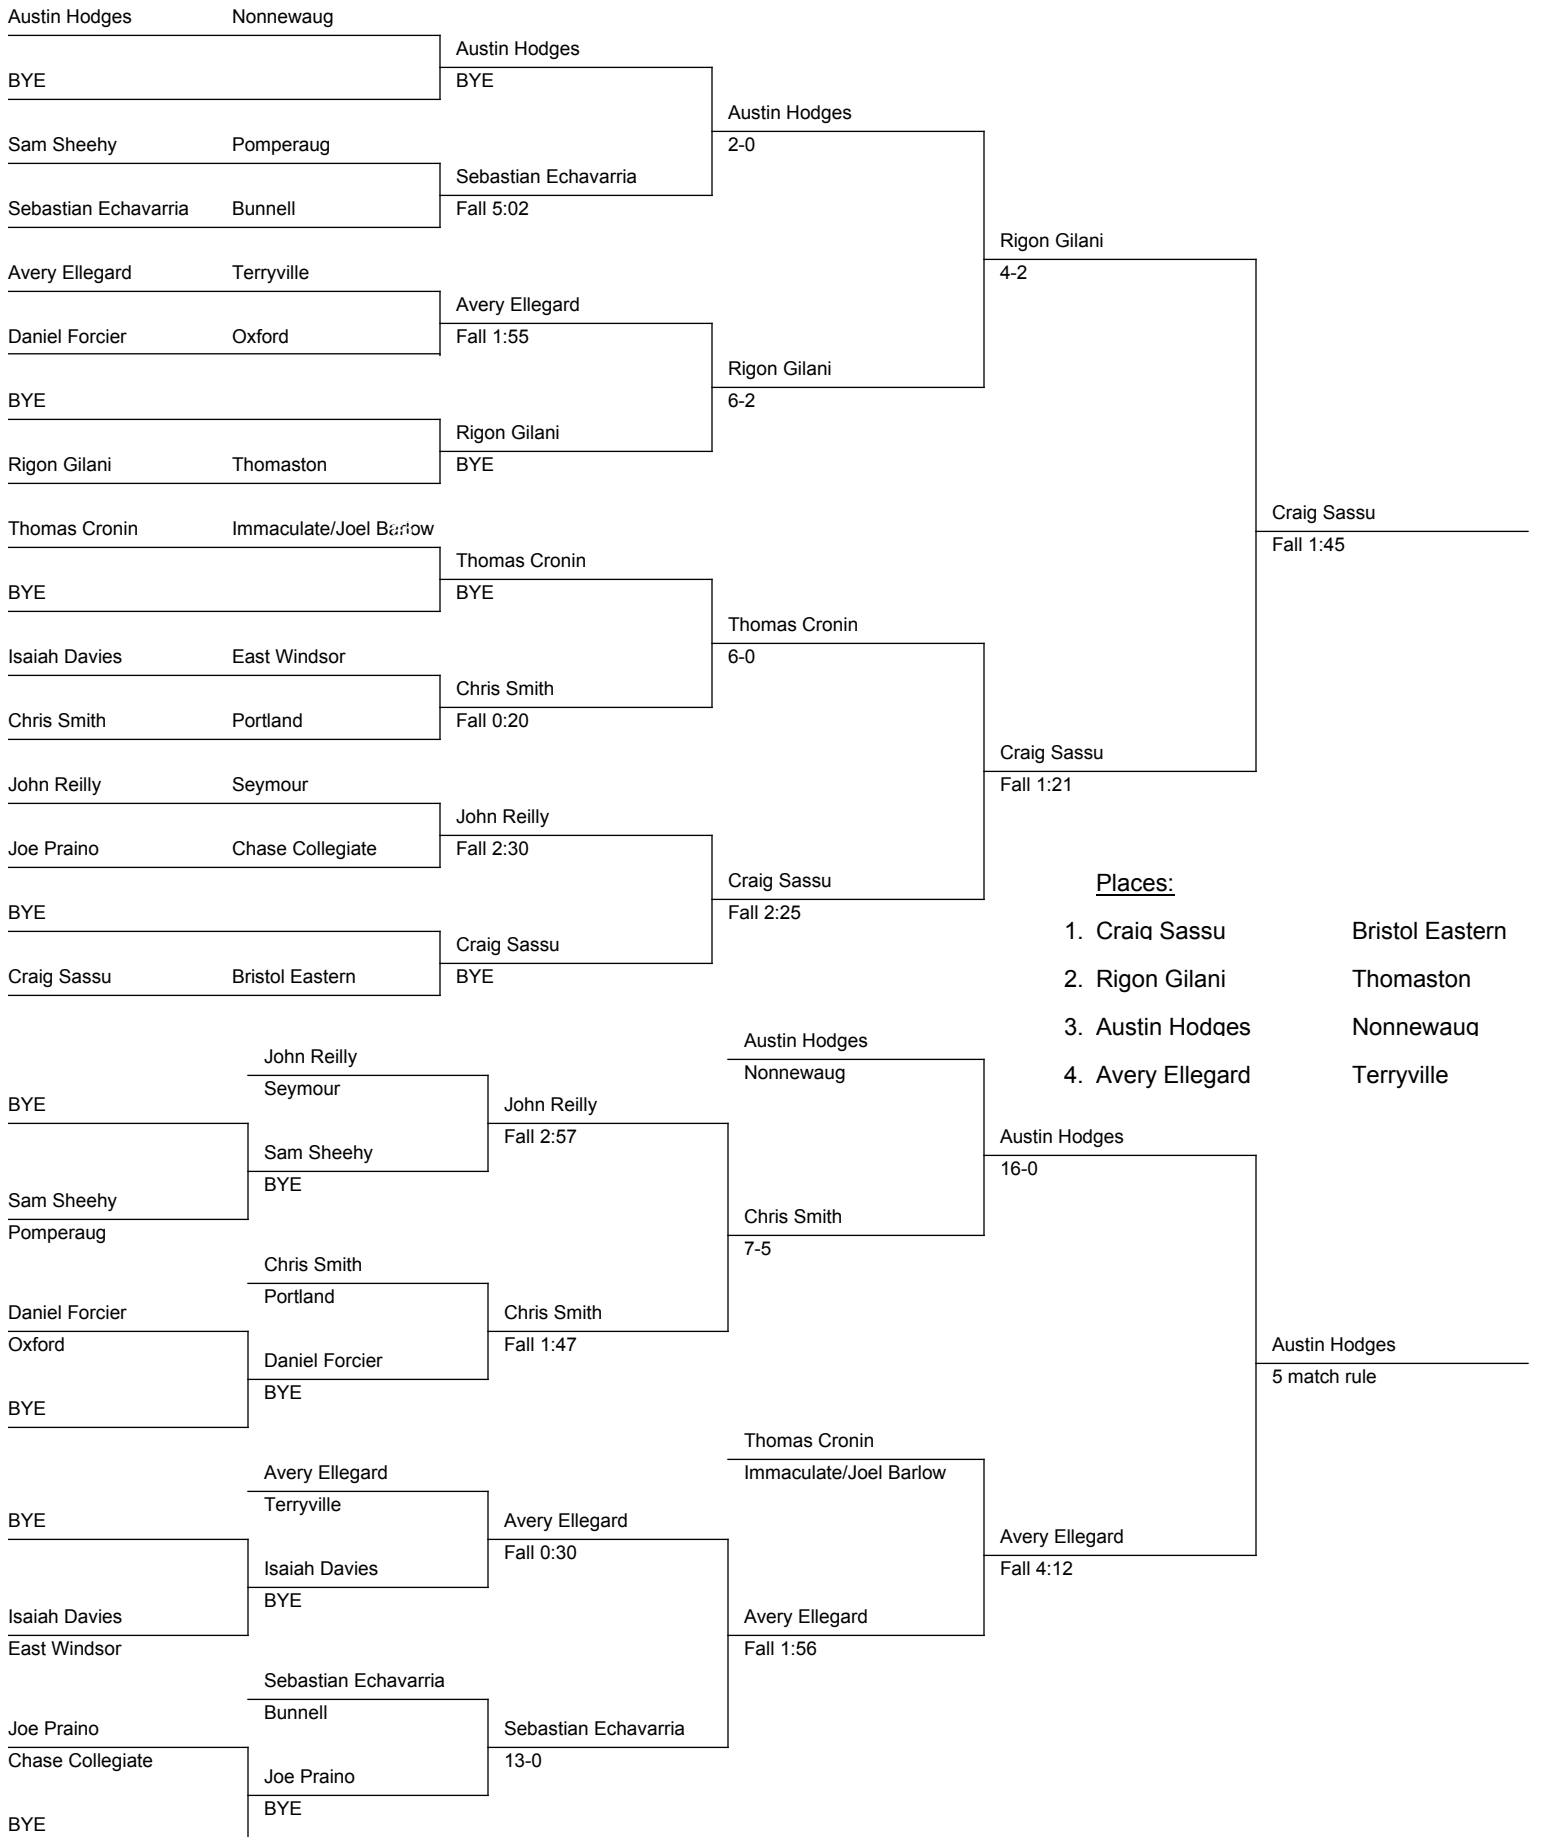 Austin Hodges Nonnewaug
Austin Hodges
BYE BYE
Austin Hodges
Sam Sheehy Pomperaug 2-0
Sebastian Echavarria
Sebastian Echavarria Bunnell Fall 5:02
Rigon Gilani
Avery Ellegard Terryville 4-2
Avery Ellegard
Daniel Forcier Oxford Fall 1:55
Rigon Gilani
BYE 6-2
Rigon Gilani
Rigon Gilani Thomaston BYE
Craig Sassu
Thomas Cronin Immaculate/Joel Barlow
Fall 1:45
Thomas Cronin
BYE BYE
Thomas Cronin
Isaiah Davies East Windsor 6-0
Chris Smith
Chris Smith Portland Fall 0:20
Craig Sassu
John Reilly Seymour Fall 1:21
John Reilly
Joe Praino Chase Collegiate Fall 2:30
Craig Sassu Places:
BYE Fall 2:25
1. Craig Sassu Bristol Eastern
Craig Sassu
Craig Sassu Bristol Eastern BYE
2. Rigon Gilani Thomaston
3. Austin Hodges Nonnewaug
Austin Hodges
John Reilly
Nonnewaug 4. Avery Ellegard Terryville
Seymour
BYE John Reilly
Fall 2:57 Austin Hodges
Sam Sheehy
16-0
BYE
Sam Sheehy
Chris Smith
Pomperaug
7-5
Chris Smith
Portland
Daniel Forcier Chris Smith
Oxford Fall 1:47 Austin Hodges
Daniel Forcier
5 match rule
BYE
BYE
Thomas Cronin
Avery Ellegard Immaculate/Joel Barlow
Terryville
BYE Avery Ellegard
Avery Ellegard
Fall 0:30
Isaiah Davies Fall 4:12
BYE
Isaiah Davies Avery Ellegard
East Windsor Fall 1:56
Sebastian Echavarria
Bunnell
Joe Praino Sebastian Echavarria
Chase Collegiate 13-0
Joe Praino
BYE
BYE